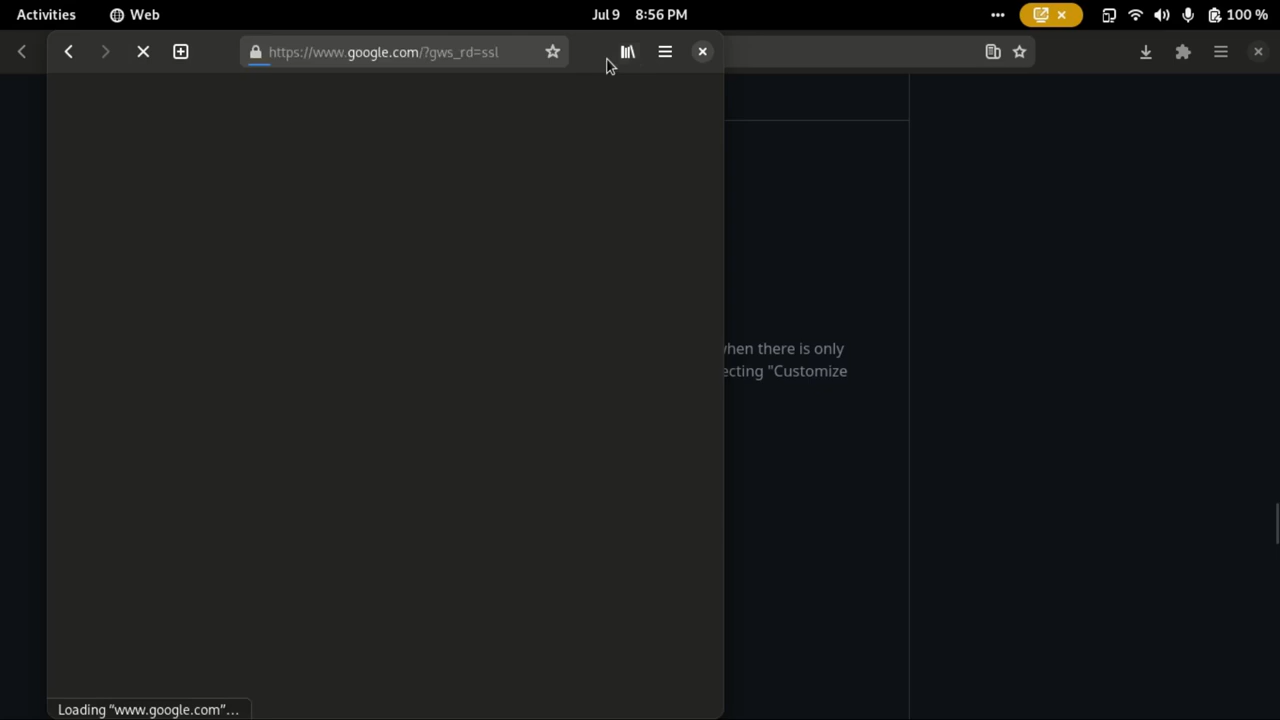 Activities Web Jul 9 8:56 PM 100 %
https://www.google.com/?gws_rd=ssl
when there is only
ecting "Customize
Loading “www.google.com”…